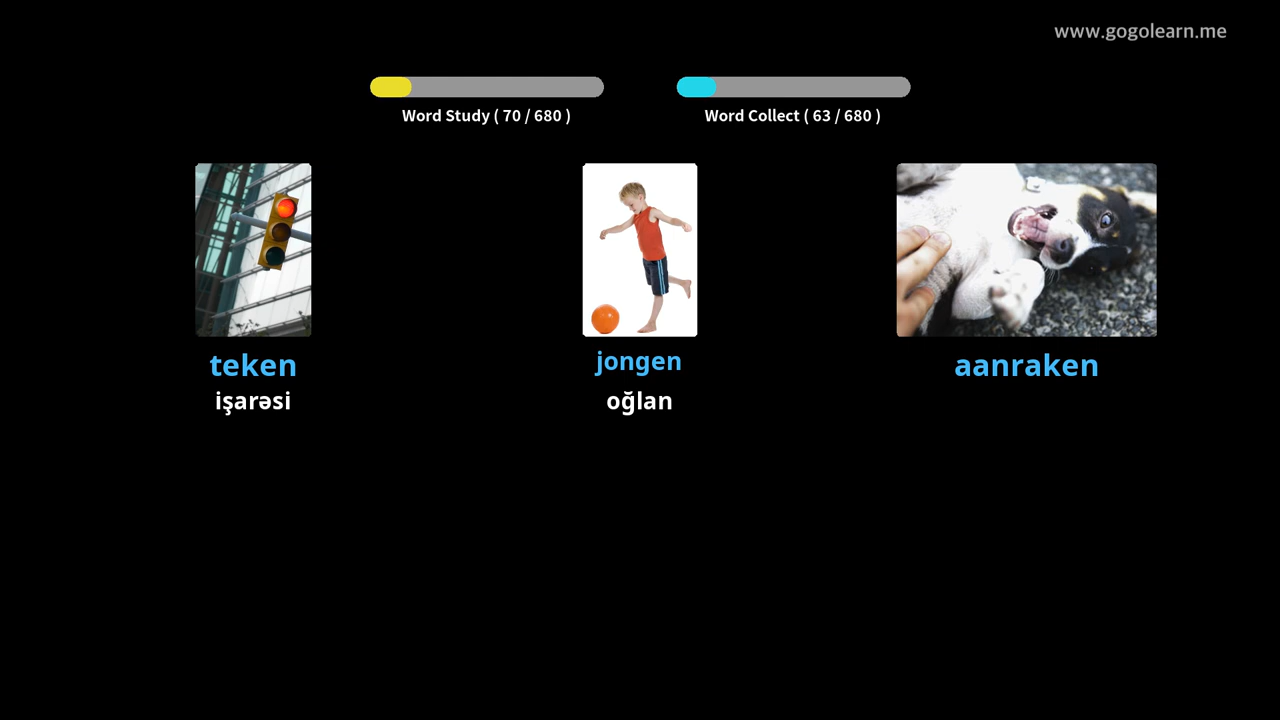 www.gogolearn.me
Word Study ( 70 / 680 )
Word Collect ( 63 / 680 )
teken
işarəsi
jongen
oğlan
aanraken